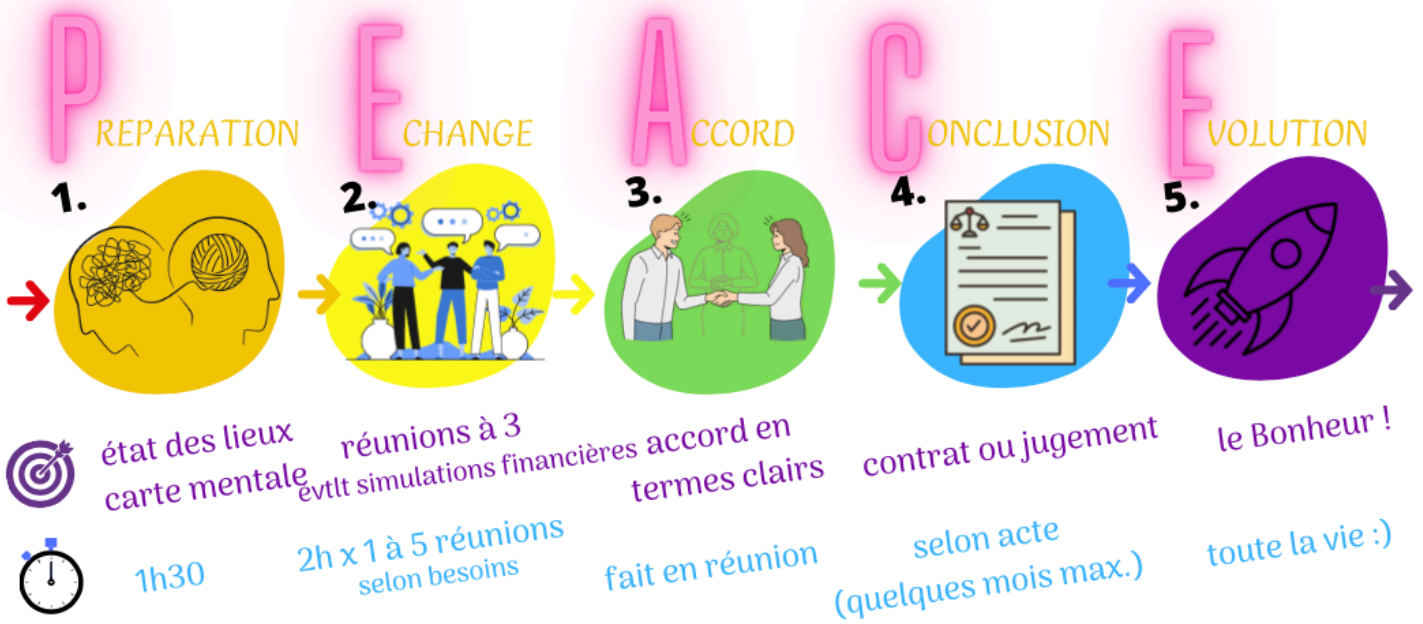 PREPARATION
ECHANGE
ACCORD
CONCLUSION
EVOLUTION
1.
2.
3.
4.
5.
état des lieux
carte mentale
réunions à 3
évtlt simulations financières
accord en
termes clairs
contrat ou jugement
le Bonheur !
1h30
2h x 1 à 5 réunions
selon besoins
fait en réunion
selon acte
(quelques mois max.)
toute la vie :)